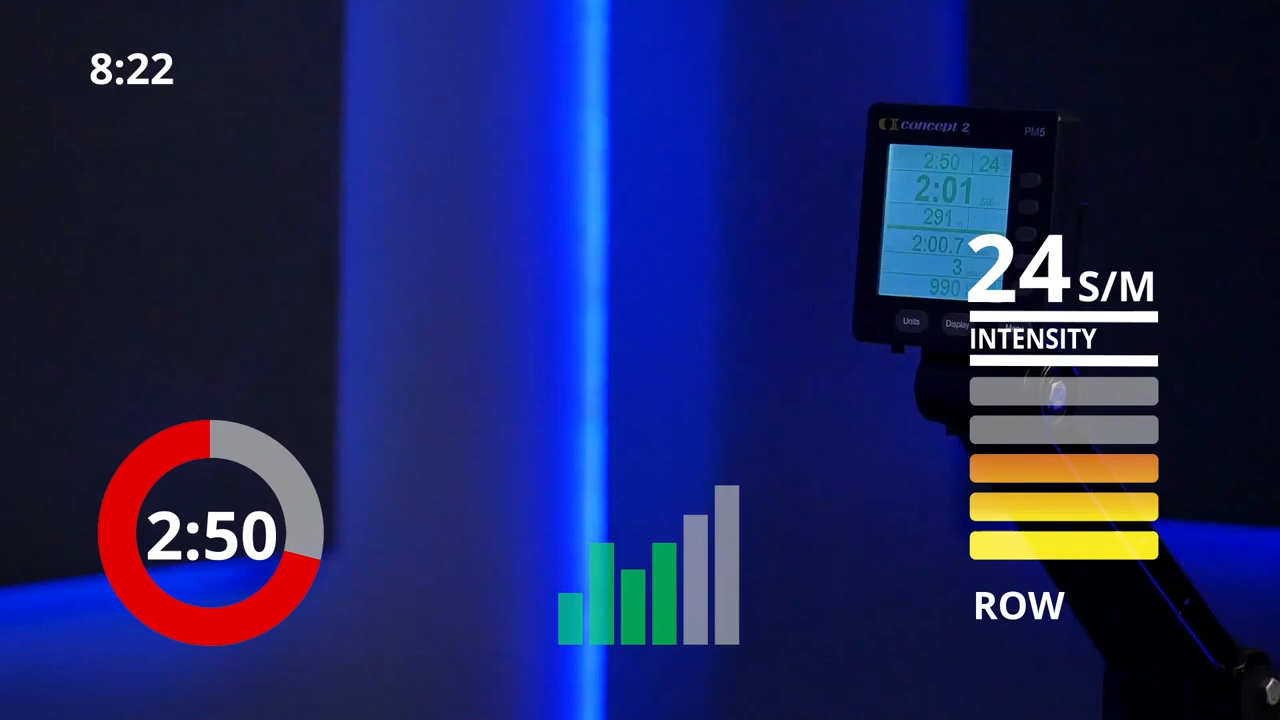 8:22
concept 2
PM5
2:50 24
2:01
291
2:00.7
3
990
Units Display
24 S/M
INTENSITY
2:50
ROW